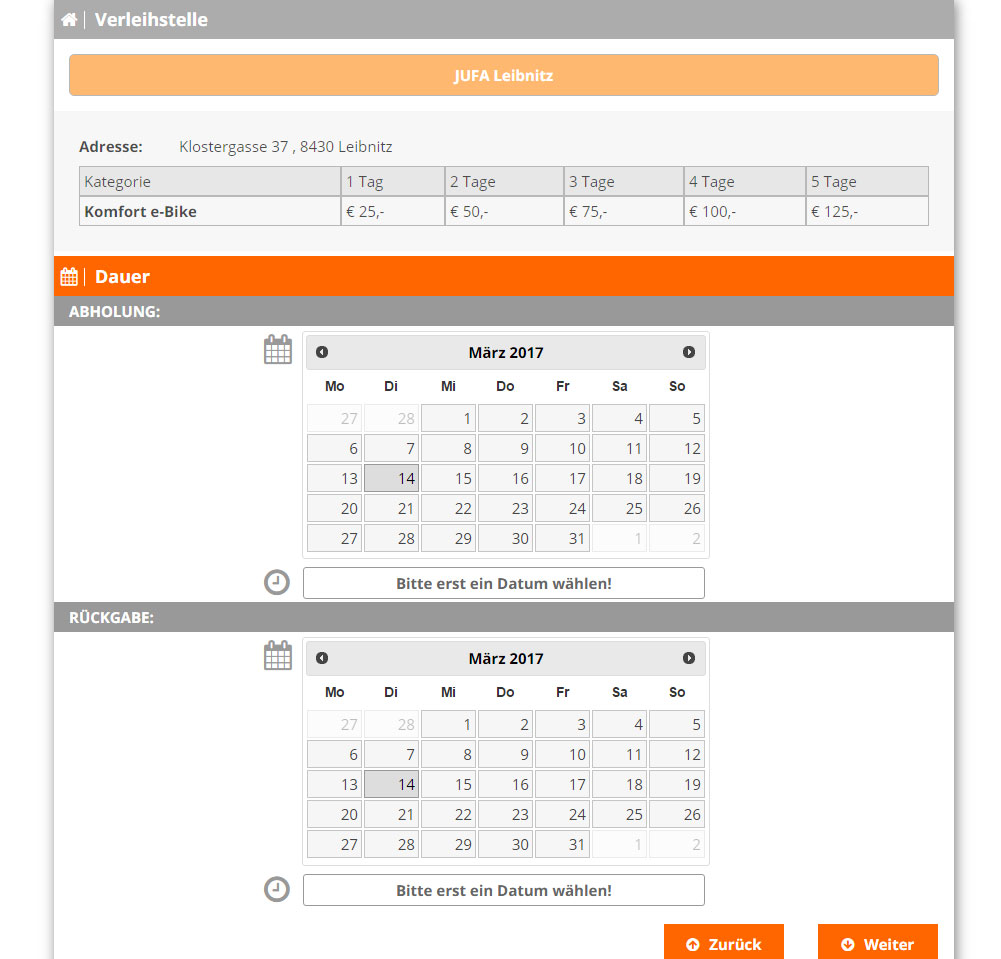 Verleihstelle
JUFA Leibnitz
Adresse: Klostergasse 37 , 8430 Leibnitz
Kategorie 1 Tag 2 Tage 3 Tage 4 Tage 5 Tage
Komfort e-Bike € 25,- € 50,- € 75,- € 100,- € 125,-
Dauer
ABHOLUNG:
März 2017
Mo Di Mi Do Fr Sa So
27 28 1 2 3 4 5
6 7 8 9 10 11 12
13 14 15 16 17 18 19
20 21 22 23 24 25 26
27 28 29 30 31 1 2
Bitte erst ein Datum wählen!
RÜCKGABE:
März 2017
Mo Di Mi Do Fr Sa So
27 28 1 2 3 4 5
6 7 8 9 10 11 12
13 14 15 16 17 18 19
20 21 22 23 24 25 26
27 28 29 30 31 1 2
Bitte erst ein Datum wählen!
Zurück Weiter